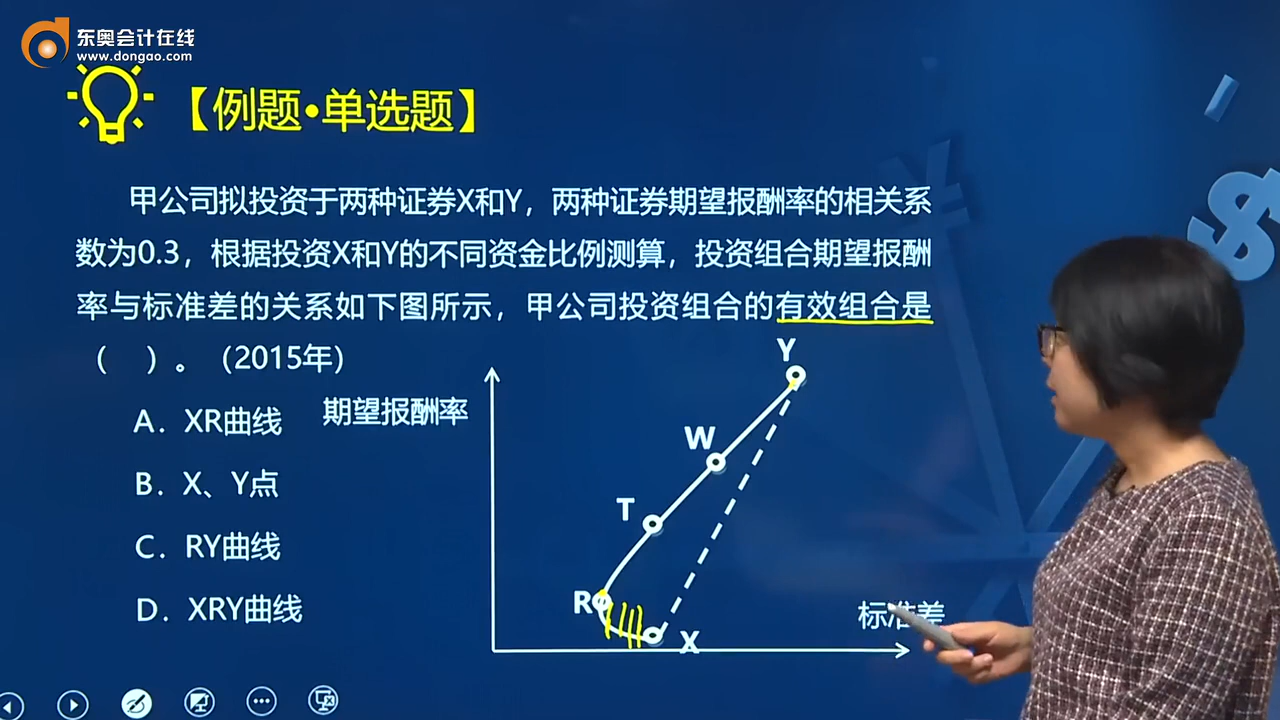 东奥会计在线
www.dongao.com
【例题•单选题】
甲公司拟投资于两种证券X和Y，两种证券期望报酬率的相关系
数为0.3，根据投资X和Y的不同资金比例测算，投资组合期望报酬
率与标准差的关系如下图所示，甲公司投资组合的有效组合是
（ ）。（2015年）
A．XR曲线
B．X、Y点
C．RY曲线
D．XRY曲线
期望报酬率
Y
W
T
R
X
标准差